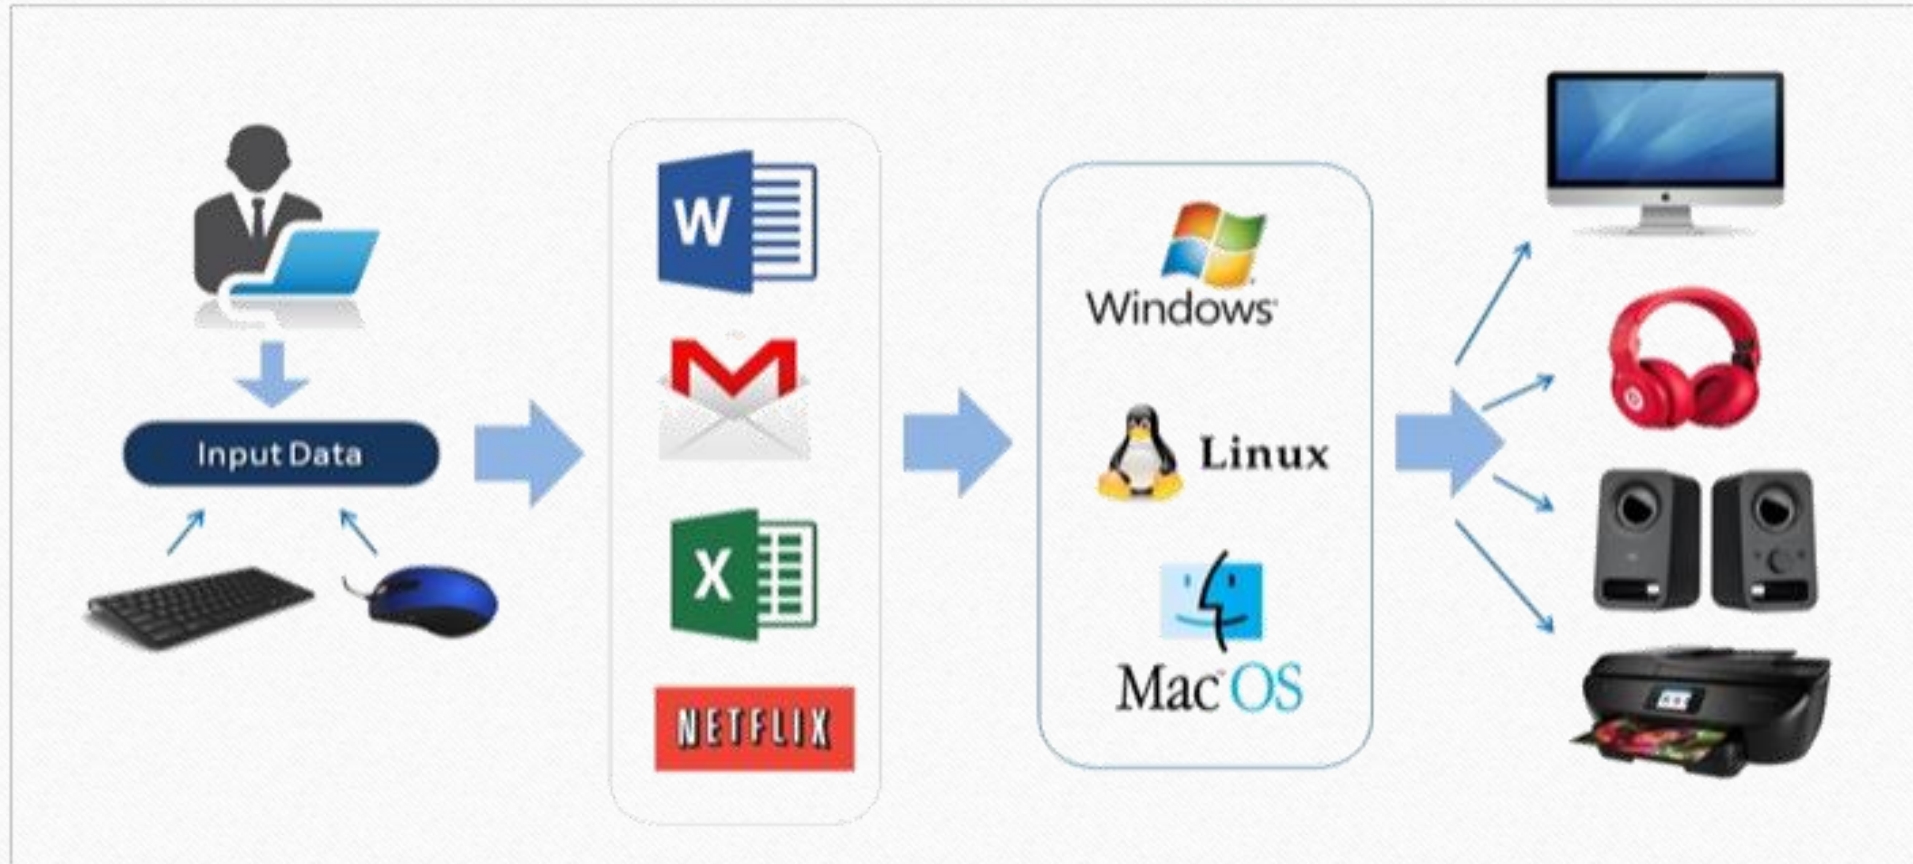 Input Data
W
X
NETFLIX
Windows
Linux
Mac OS